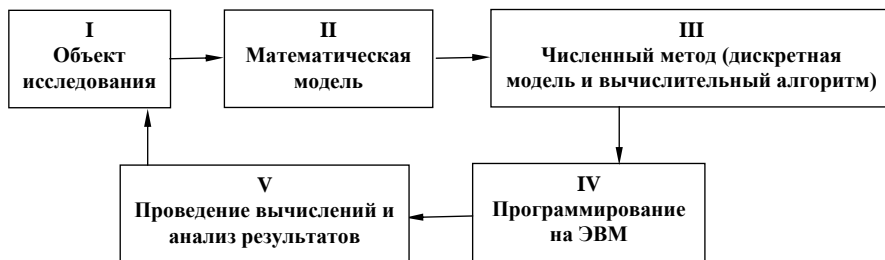 I
Объект
исследования
II
Математическая
модель
III
Численный метод (дискретная
модель и вычислительный алгоритм)
IV
Программирование
на ЭВМ
V
Проведение вычислений и
анализ результатов